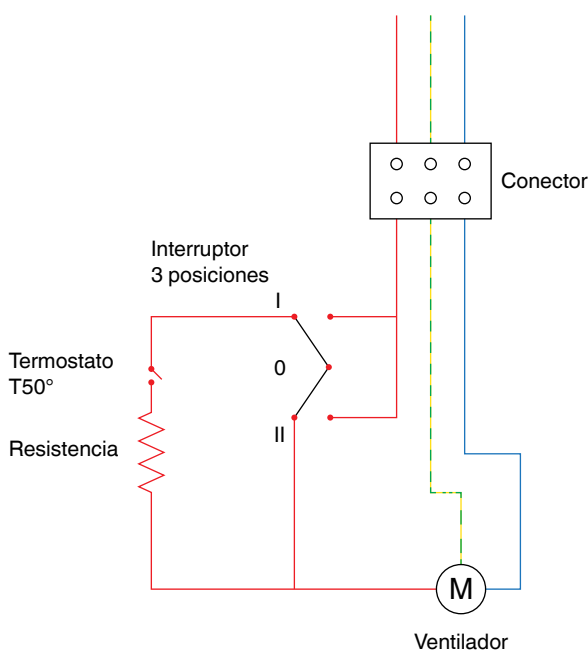 Conector
Interruptor
3 posiciones
I
Termostato
T50°
0
II
Resistencia
M
Ventilador